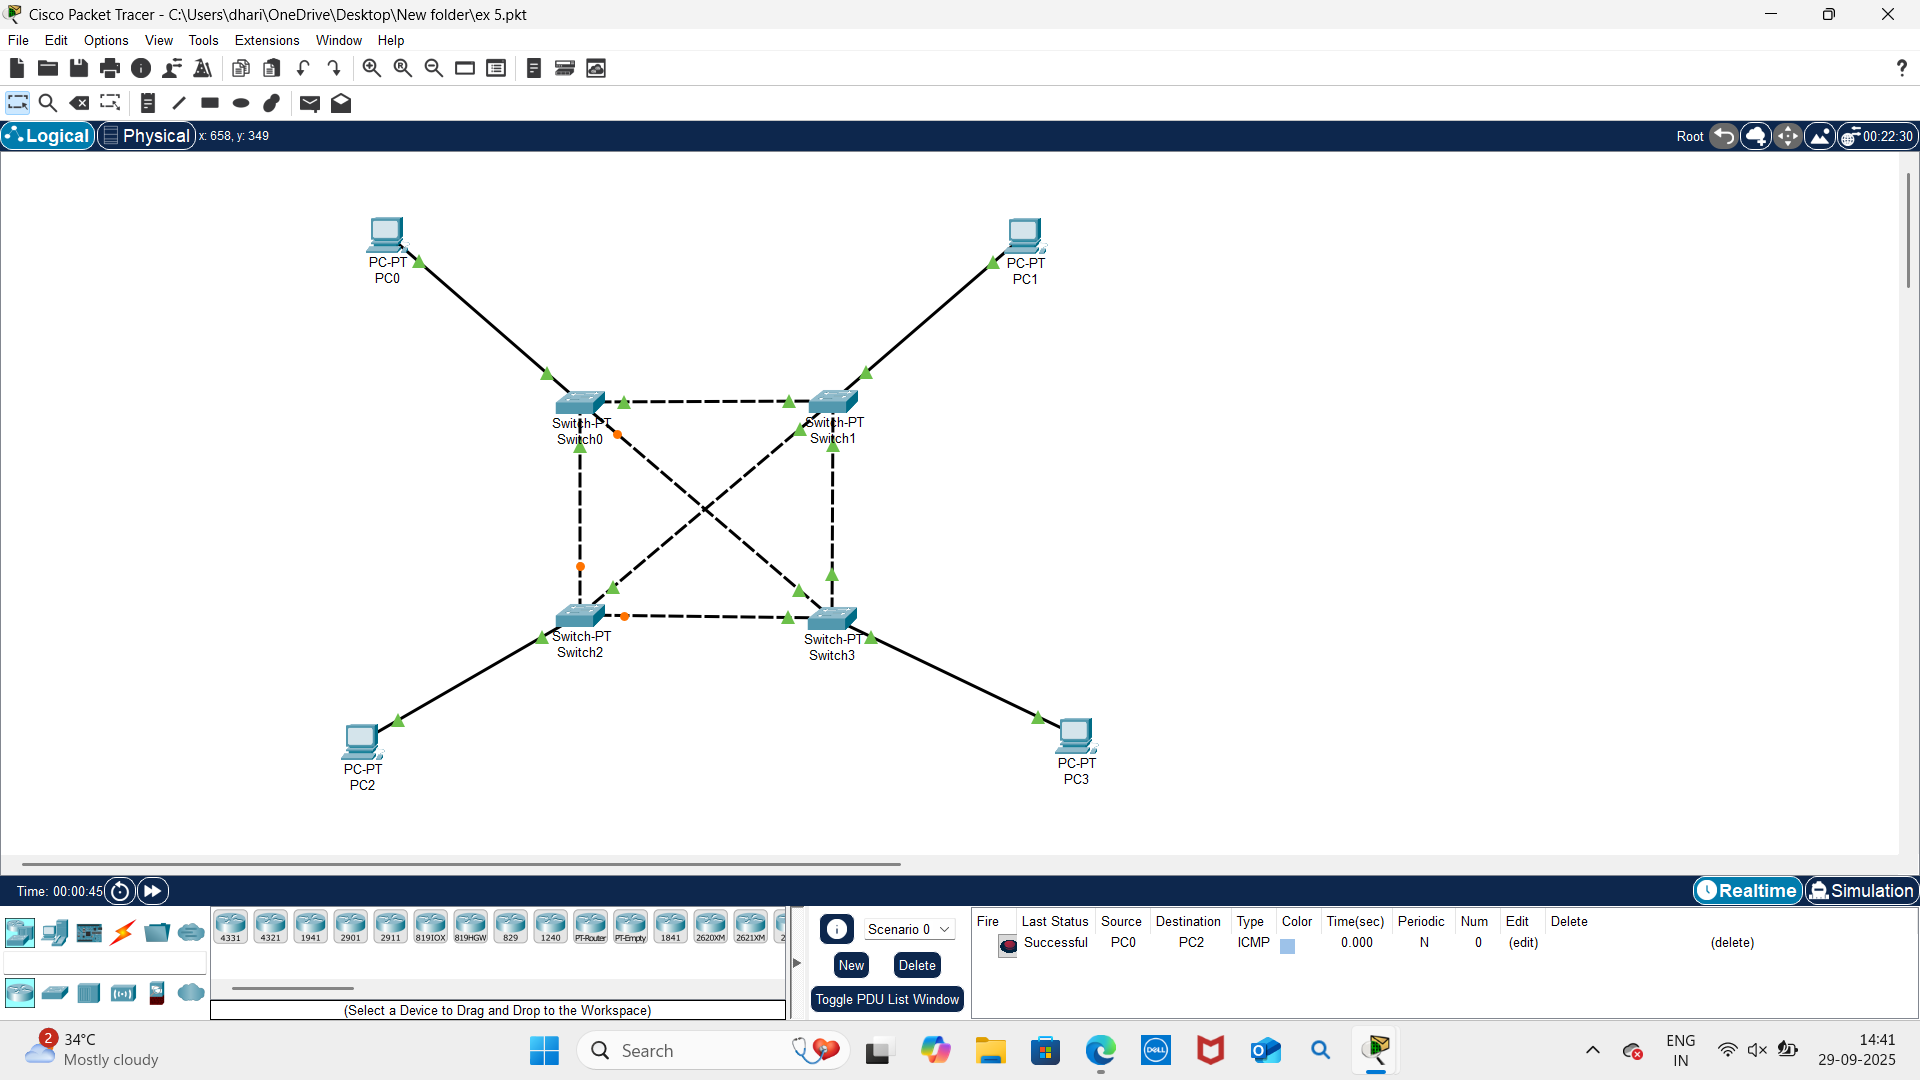 Cisco Packet Tracer - C:\Users\dhari\OneDrive\Desktop\New folder\ex 5.pkt
File Edit Options View Tools Extensions Window Help
?
Logical Physical x: 658, y: 349 Root 00:22:30
PC-PT
PC0
PC-PT
PC1
Switch-PT
Switch0
Switch-PT
Switch1
Switch-PT
Switch2
Switch-PT
Switch3
PC-PT
PC2
PC-PT
PC3
Time: 00:00:45 Realtime Simulation
4331 4321 1941 2901 2911 819IOX 819HGW 829 1240 PT-Router PT-Empty 1841 2620XM 2621XM 2
(Select a Device to Drag and Drop to the Workspace)
Scenario 0
New Delete
Toggle PDU List Window
Fire Last Status Source Destination Type Color Time(sec) Periodic Num Edit Delete
Successful PC0 PC2 ICMP 0.000 N 0 (edit) (delete)
2 34°C
Mostly cloudy
Search
DELL
ENG
IN
14:41
29-09-2025